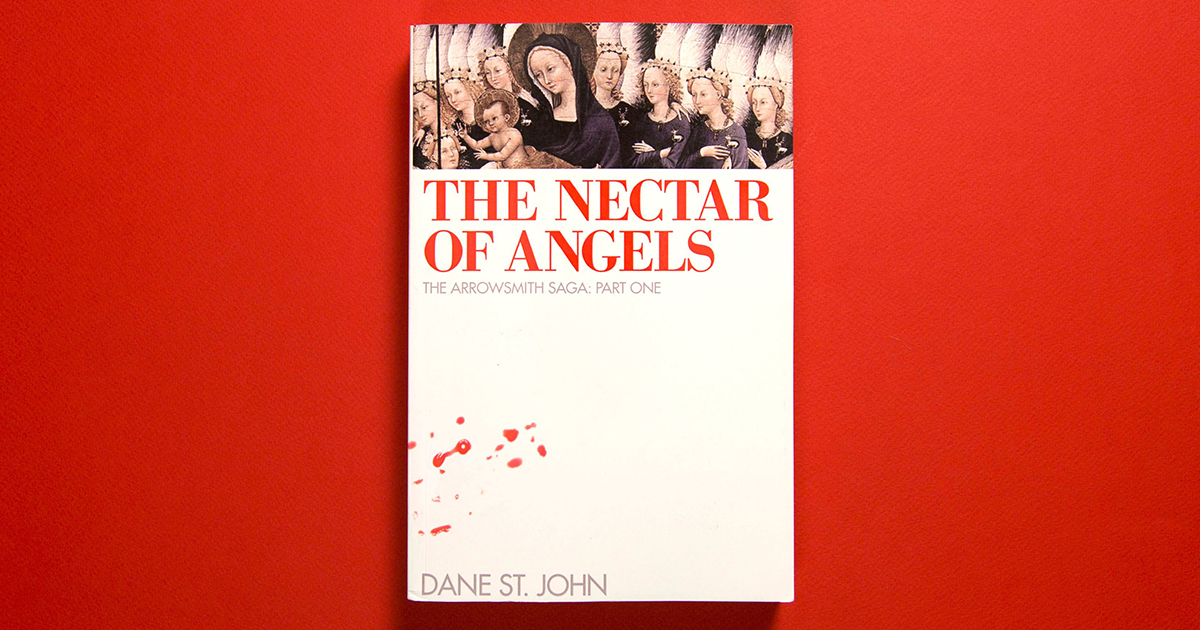 THE NECTAR
OF ANGELS
THE ARROWSMITH SAGA: PART ONE
DANE ST. JOHN